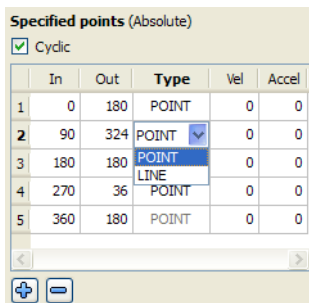 Specified points (Absolute)
Cyclic
In Out Type Vel Accel
1 0 180 POINT 0 0
2 90 324 POINT 0 0
3 180 180 POINT 0 0
LINE
4 270 36 POINT 0 0
5 360 180 POINT 0 0